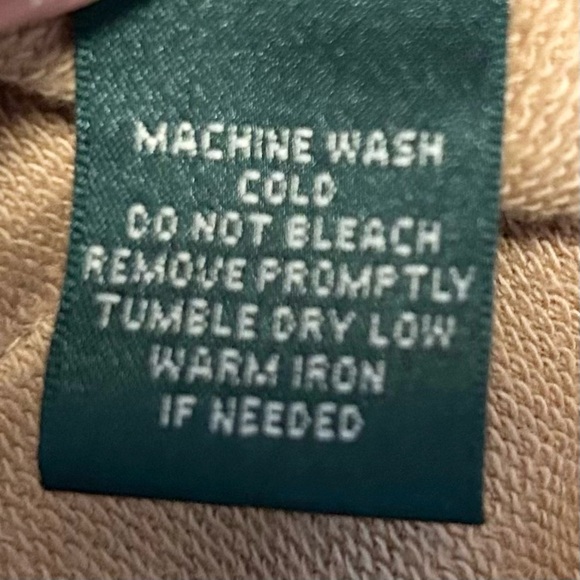 MACHINE WASH
COLD
DO NOT BLEACH
REMOVE PROMPTLY
TUMBLE DRY LOW
WARM IRON
IF NEEDED